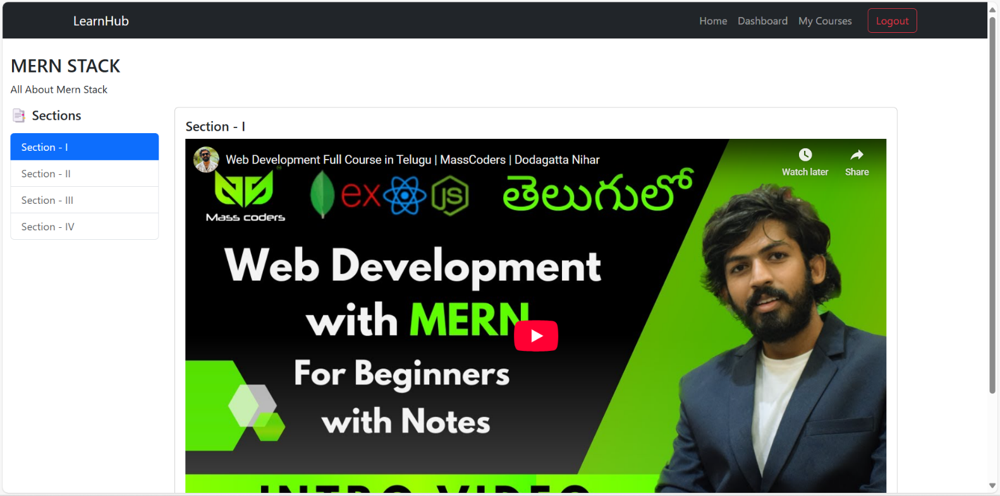 LearnHub
Home Dashboard My Courses Logout
MERN STACK
All About Mern Stack
Sections
Section - I
Section - II
Section - III
Section - IV
Section - I
Web Development Full Course in Telugu | MassCoders | Dodagatta Nihar
Watch later Share
Mass coders
ex
JS
తెలుగులో
Web Development
with MERN
For Beginners
with Notes
INTRO VIDEO